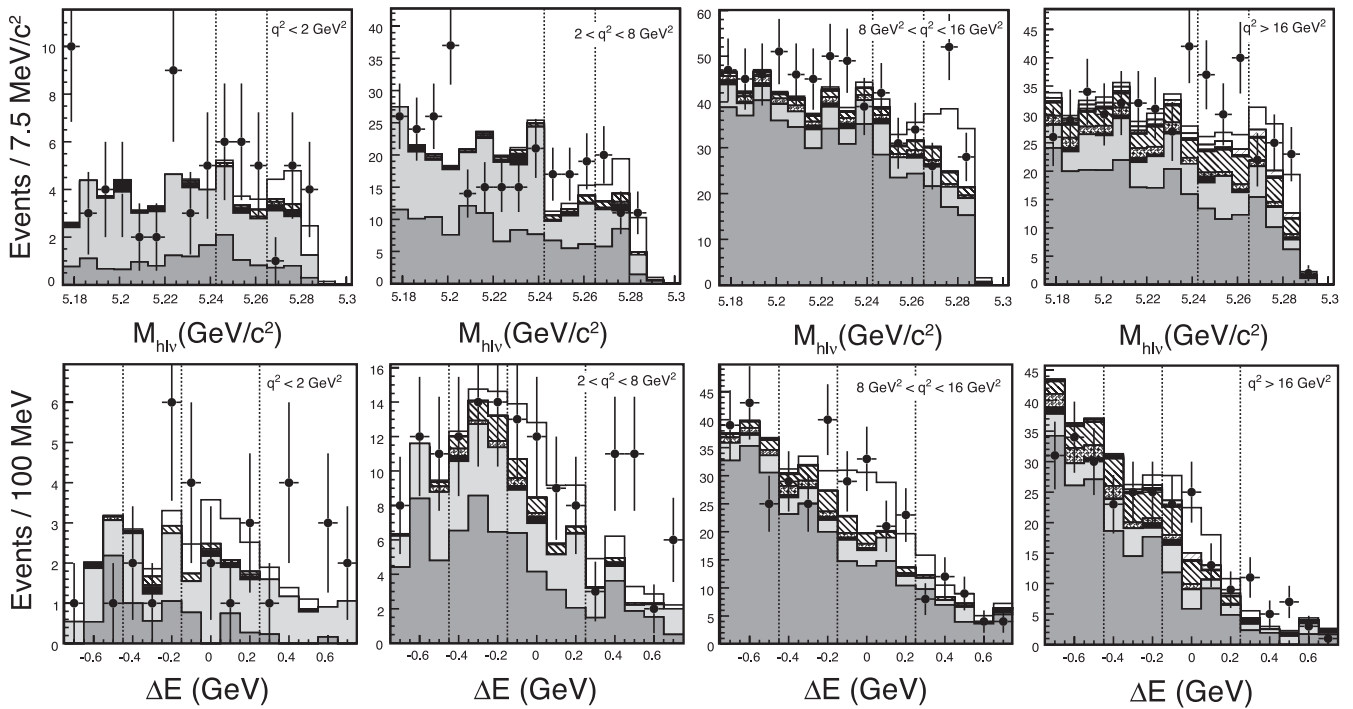 Events / 7.5 MeV/c²
q² < 2 GeV²
10
8
6
4
2
0
5.18 5.2 5.22 5.24 5.26 5.28 5.3
M_hlν(GeV/c²)
2 < q² < 8 GeV²
40
35
30
25
20
15
10
5
0
5.18 5.2 5.22 5.24 5.26 5.28 5.3
M_hlν(GeV/c²)
8 GeV² < q² < 16 GeV²
60
50
40
30
20
10
0
5.18 5.2 5.22 5.24 5.26 5.28 5.3
M_hlν(GeV/c²)
q² > 16 GeV²
50
40
30
20
10
0
5.18 5.2 5.22 5.24 5.26 5.28 5.3
M_hlν(GeV/c²)
Events / 100 MeV
q² < 2 GeV²
6
5
4
3
2
1
0
-0.6 -0.4 -0.2 0 0.2 0.4 0.6
ΔE (GeV)
2 < q² < 8 GeV²
16
14
12
10
8
6
4
2
0
-0.6 -0.4 -0.2 0 0.2 0.4 0.6
ΔE (GeV)
8 GeV² < q² < 16 GeV²
45
40
35
30
25
20
15
10
5
0
-0.6 -0.4 -0.2 0 0.2 0.4 0.6
ΔE (GeV)
q² > 16 GeV²
45
40
35
30
25
20
15
10
5
0
-0.6 -0.4 -0.2 0 0.2 0.4 0.6
ΔE (GeV)